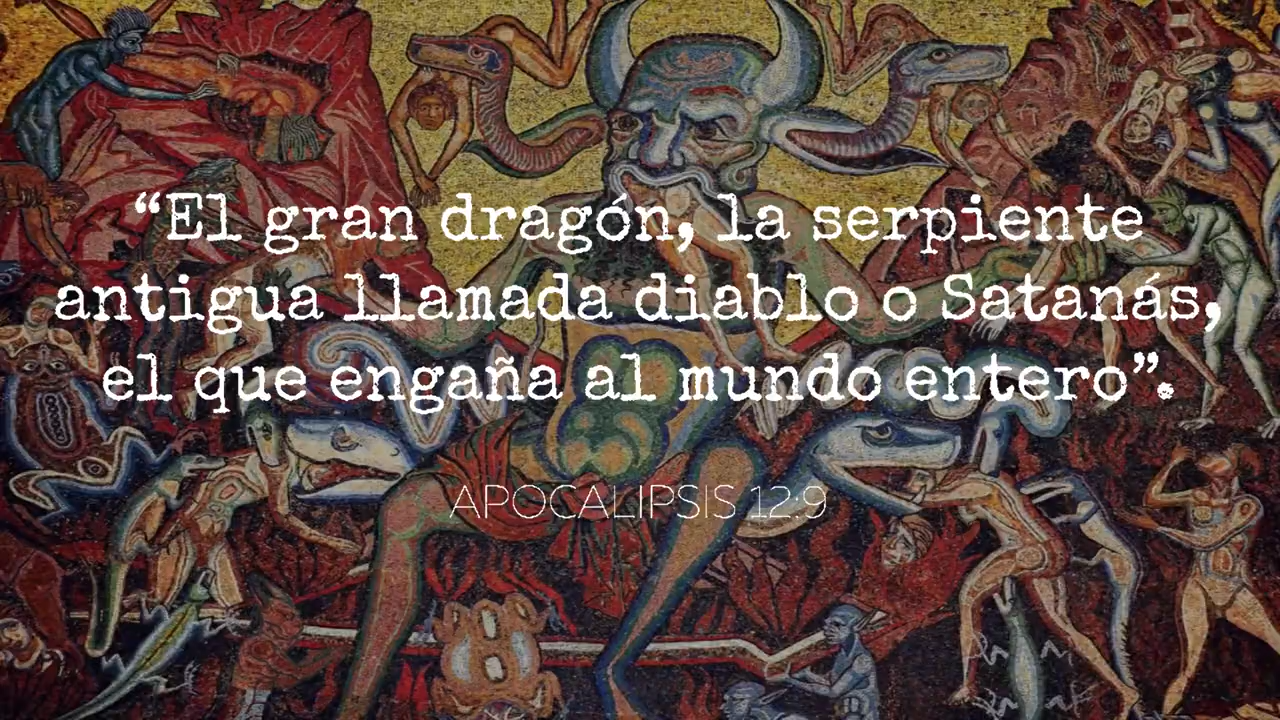 “El gran dragón, la serpiente
antigua llamada diablo o Satanás,
el que engaña al mundo entero”.
APOCALIPSIS 12:9